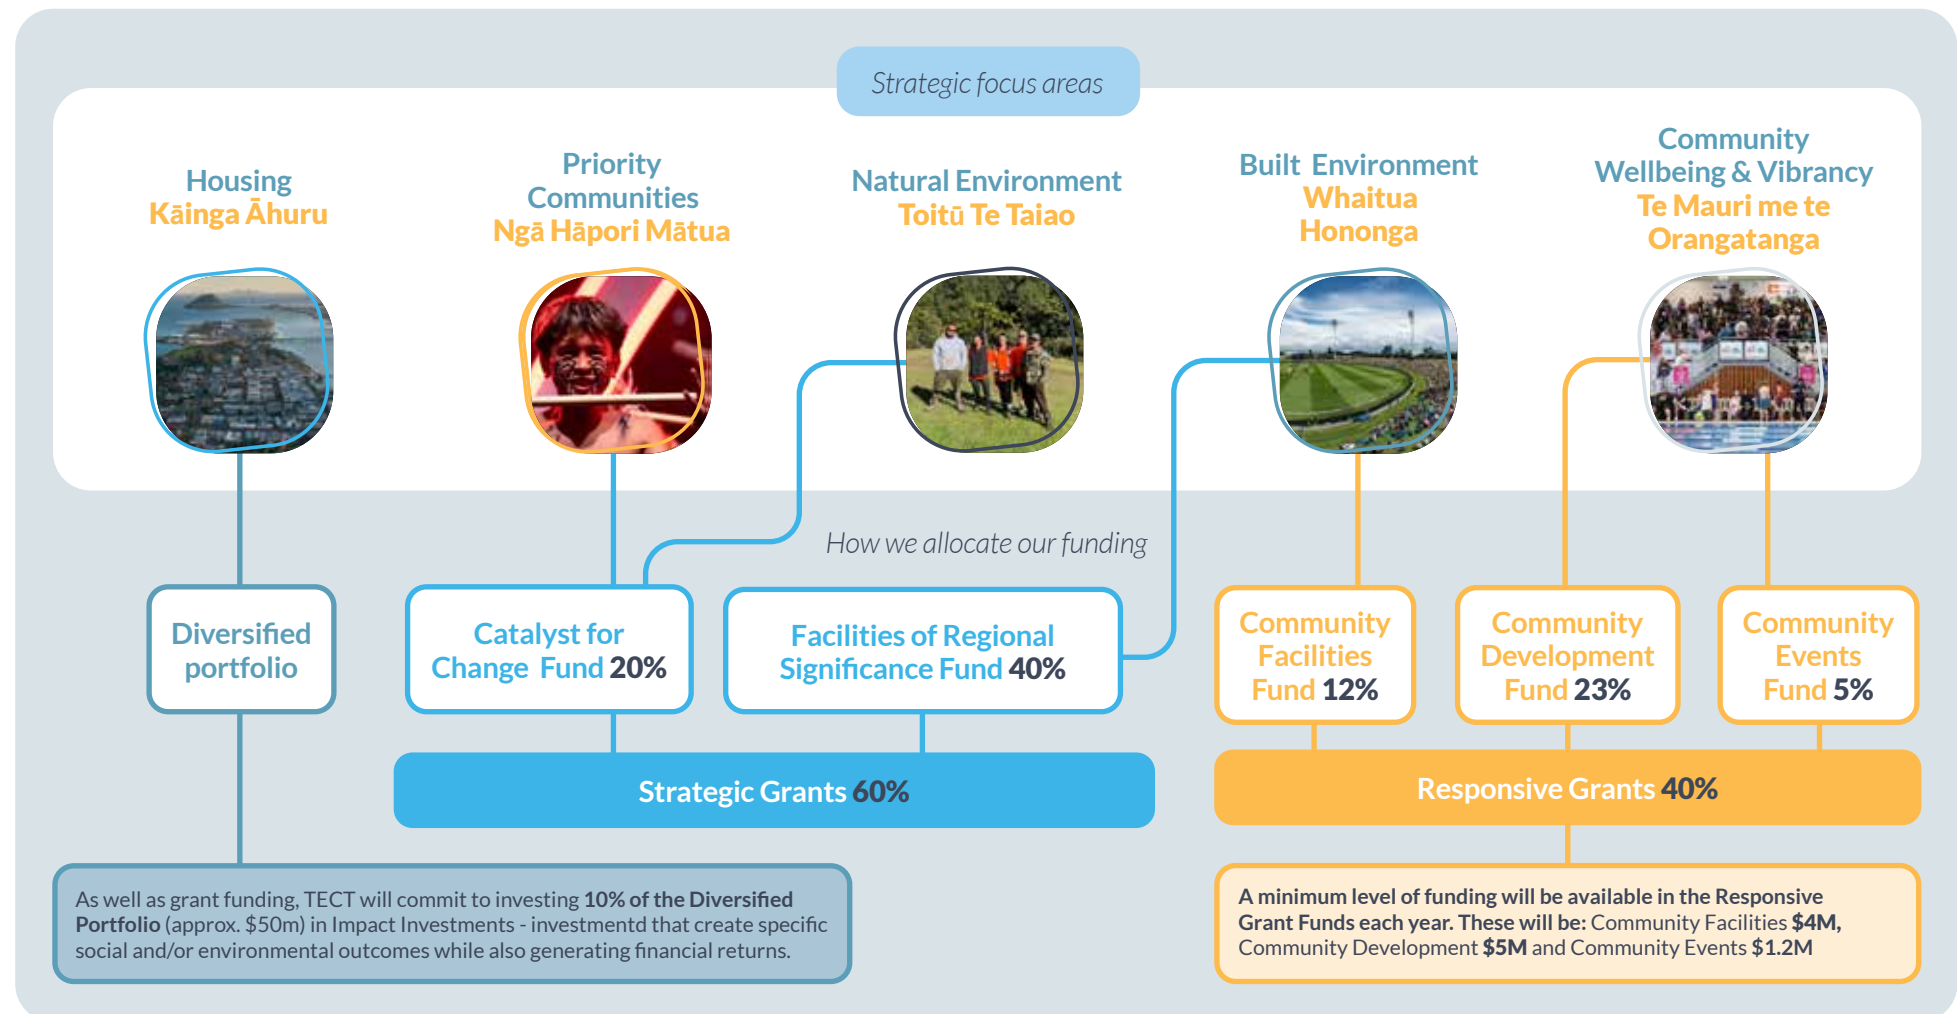 Strategic focus areas
Housing
Kāinga Āhuru
Priority
Communities
Ngā Hāpori Mātua
Natural Environment
Toitū Te Taiao
Built Environment
Whaitua
Hononga
Community
Wellbeing & Vibrancy
Te Mauri me te
Orangatanga
How we allocate our funding
Diversified
portfolio
Catalyst for
Change Fund 20%
Facilities of Regional
Significance Fund 40%
Community
Facilities
Fund 12%
Community
Development
Fund 23%
Community
Events
Fund 5%
Strategic Grants 60%
Responsive Grants 40%
As well as grant funding, TECT will commit to investing 10% of the Diversified
Portfolio (approx. $50m) in Impact Investments - investmentd that create specific
social and/or environmental outcomes while also generating financial returns.
A minimum level of funding will be available in the Responsive
Grant Funds each year. These will be: Community Facilities $4M,
Community Development $5M and Community Events $1.2M